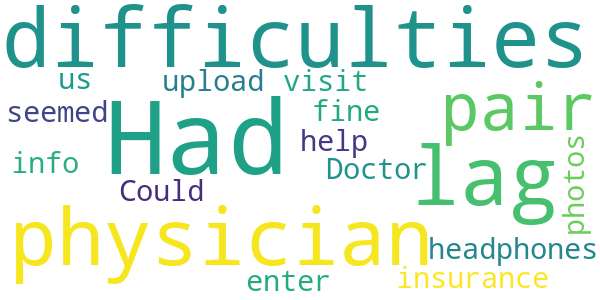 difficulties
us
upload
visit
seemed
Had
fine
pair
help
info
Doctor
lag
photos
Could
physician
headphones
enter
insurance